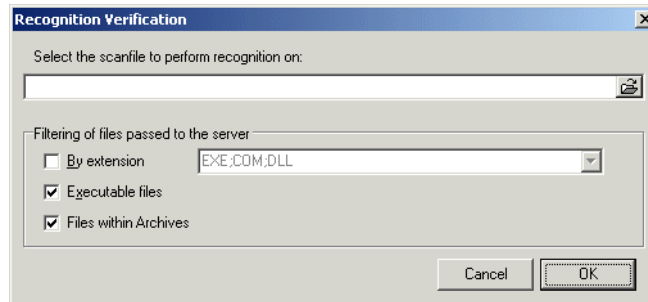 Recognition Verification
Select the scanfile to perform recognition on:
Filtering of files passed to the server
By extension EXE;COM;DLL
Executable files
Files within Archives
Cancel OK